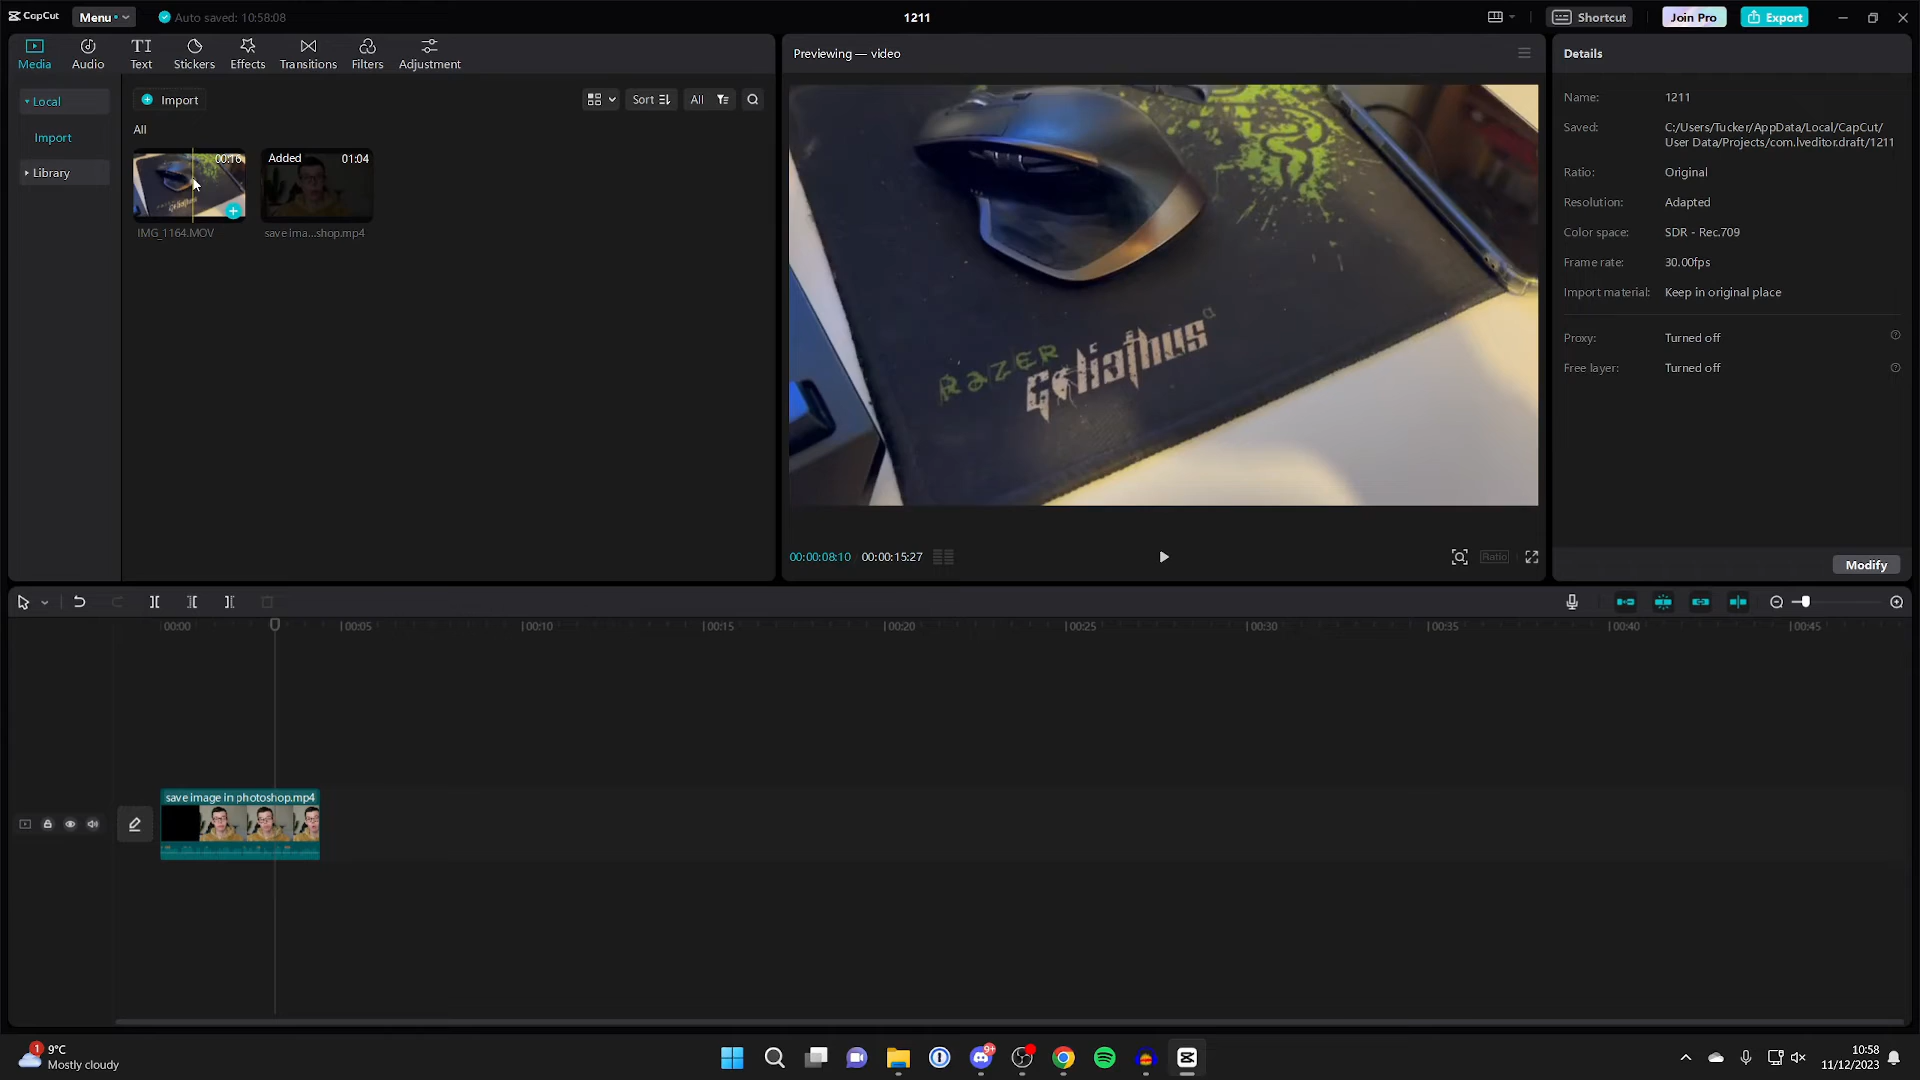 CapCut Menu Auto saved: 10:58:08 1211 Shortcut Join Pro Export
Media Audio Text Stickers Effects Transitions Filters Adjustment
Local
Import
Library
Import Sort All
All
00:16
IMG_1164.MOV
Added 01:04
save ima...shop.mp4
Previewing — video
RAZER
Goliathus
00:00:08:10 00:00:15:27 Ratio
Details
Name: 1211
Saved: C:/Users/Tucker/AppData/Local/CapCut/
User Data/Projects/com.lveditor.draft/1211
Ratio: Original
Resolution: Adapted
Color space: SDR - Rec.709
Frame rate: 30.00fps
Import material: Keep in original place
Proxy: Turned off
Free layer: Turned off
Modify
00:00 00:05 00:10 00:15 00:20 00:25 00:30 00:35 00:40 00:45
save image in photoshop.mp4
1
9°C
Mostly cloudy
9+
10:58
11/12/2023